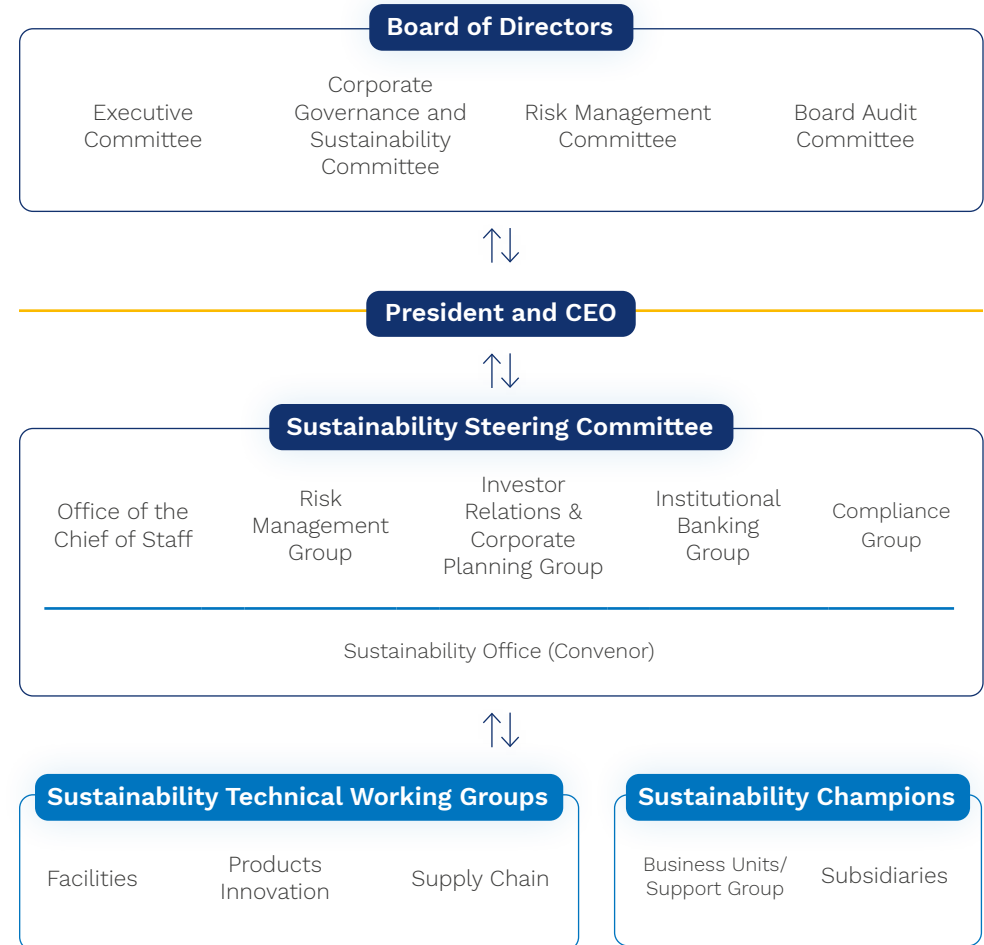 Board of Directors
Executive
Committee
Corporate
Governance and
Sustainability
Committee
Risk Management
Committee
Board Audit
Committee
President and CEO
Sustainability Steering Committee
Office of the
Chief of Staff
Risk
Management
Group
Investor
Relations &
Corporate
Planning Group
Institutional
Banking
Group
Compliance
Group
Sustainability Office (Convenor)
Sustainability Technical Working Groups
Facilities
Products
Innovation
Supply Chain
Sustainability Champions
Business Units/
Support Group
Subsidiaries